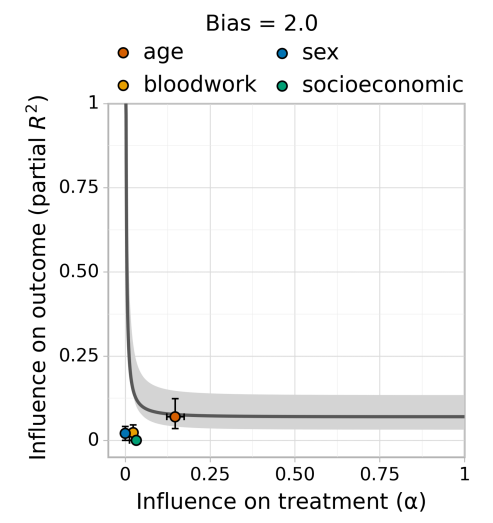 Bias = 2.0
age sex
bloodwork socioeconomic
Influence on outcome (partial R²)
1
0.75
0.50
0.25
0
0 0.25 0.50 0.75 1
Influence on treatment (α)